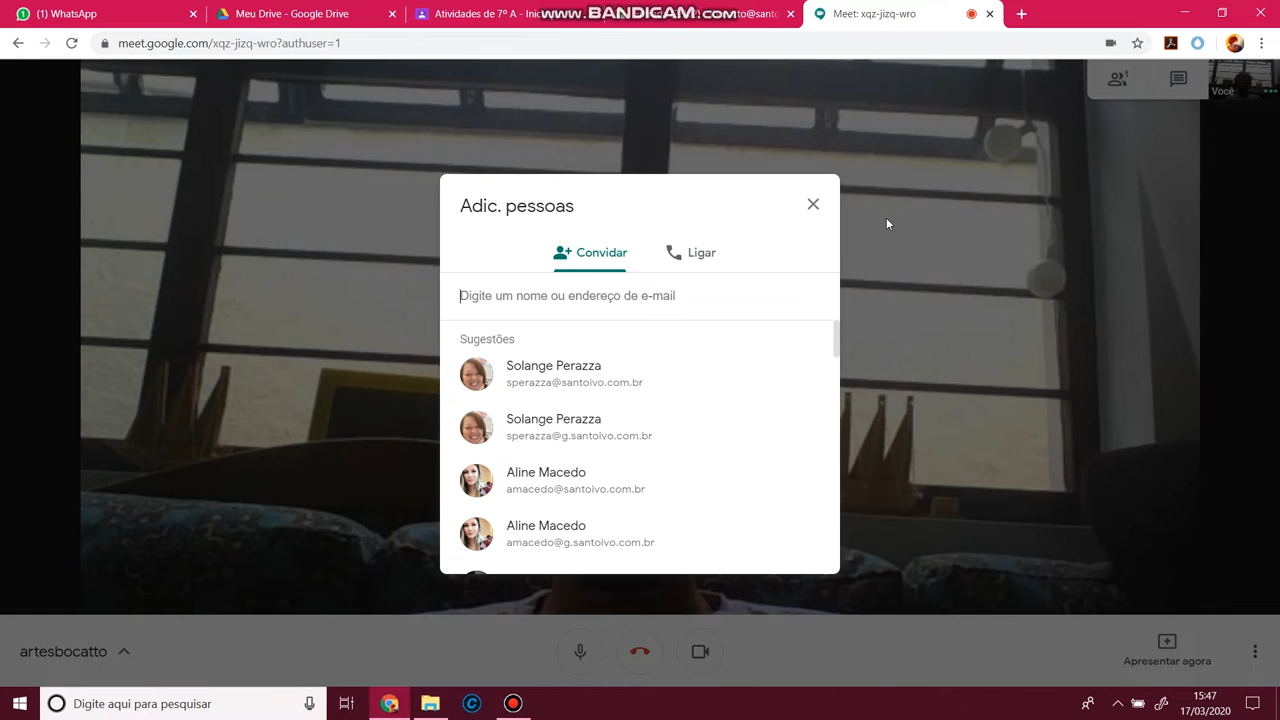 (1) WhatsApp
Meu Drive - Google Drive
Atividades de 7º A - Inic
www.BANDICAM.com
to@santo
Meet: xqz-jizq-wro
meet.google.com/xqz-jizq-wro?authuser=1
1
Você
Adic. pessoas
Convidar
Ligar
Digite um nome ou endereço de e-mail
Sugestões
Solange Perazza
sperazza@santoivo.com.br
Solange Perazza
sperazza@g.santoivo.com.br
Aline Macedo
amacedo@santoivo.com.br
Aline Macedo
amacedo@g.santoivo.com.br
artesbocatto
Apresentar agora
Digite aqui para pesquisar
15:47
17/03/2020